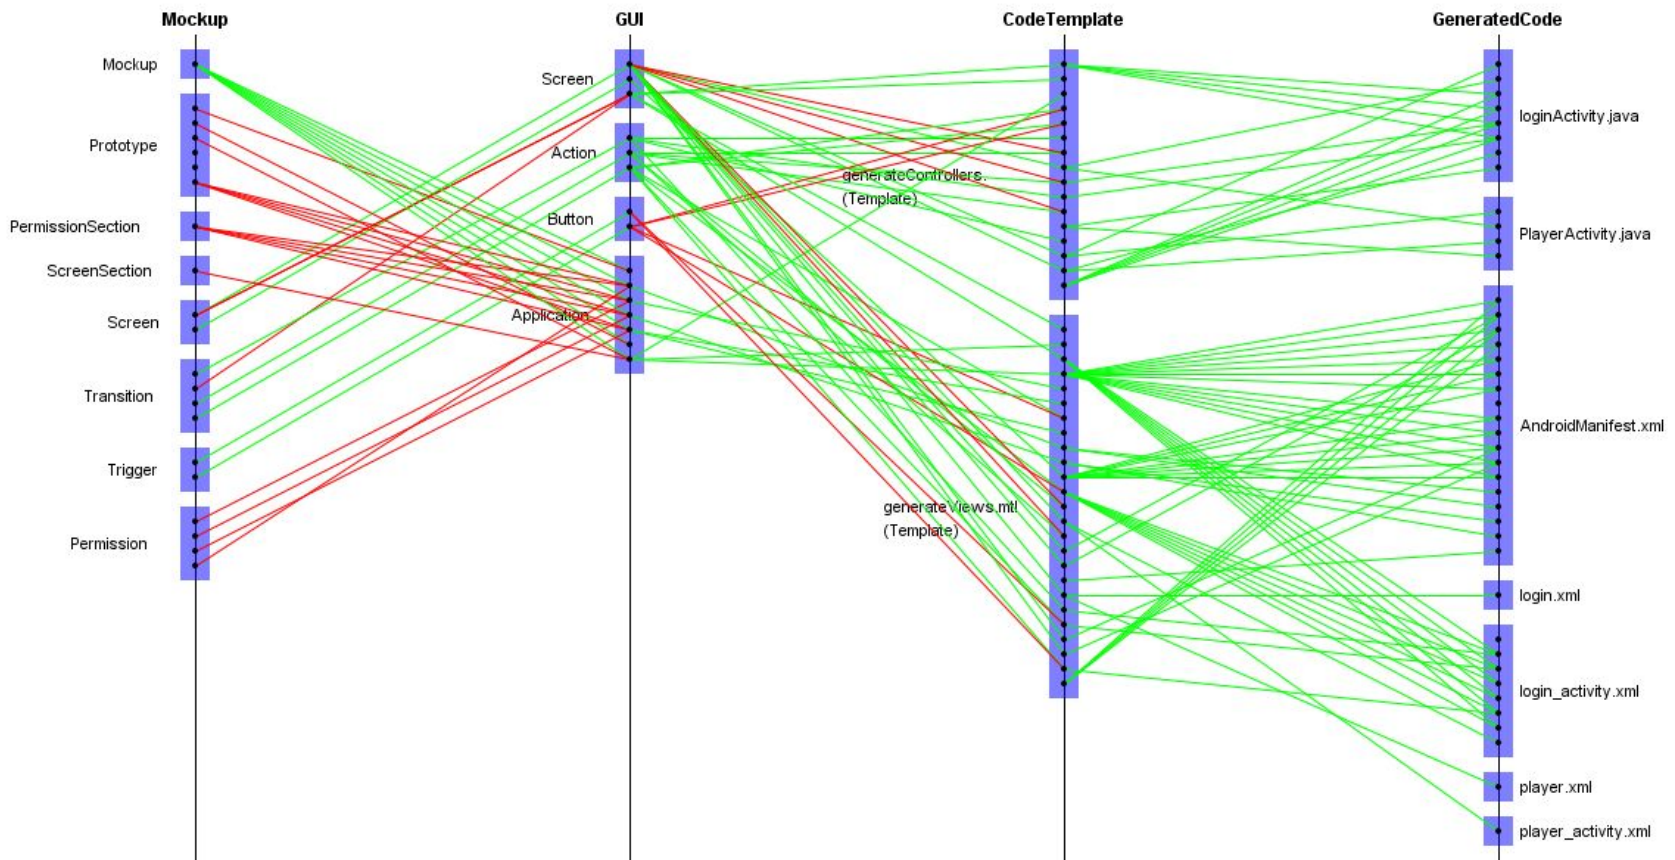 Mockup
GUI
CodeTemplate
GeneratedCode
Mockup
Prototype
PermissionSection
ScreenSection
Screen
Transition
Trigger
Permission
Screen
Action
Button
Application
generateControllers.
(Template)
generateViews.mtl
(Template)
loginActivity.java
PlayerActivity.java
AndroidManifest.xml
login.xml
login_activity.xml
player.xml
player_activity.xml